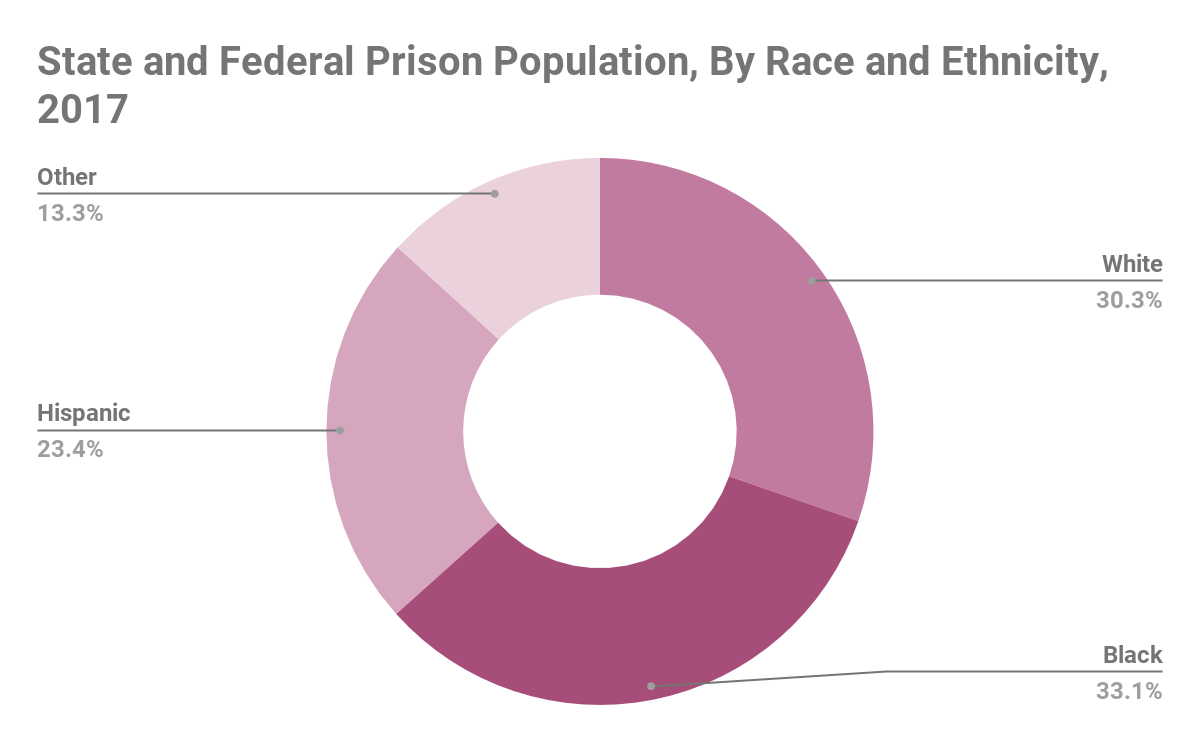 State and Federal Prison Population, By Race and Ethnicity,
2017
Other
13.3%
White
30.3%
Hispanic
23.4%
Black
33.1%